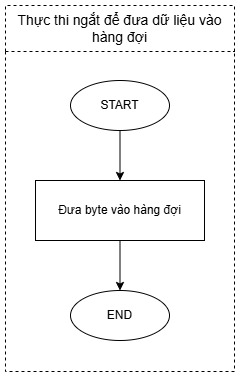 Thực thi ngắt để đưa dữ liệu vào
hàng đợi
START
Đưa byte vào hàng đợi
END